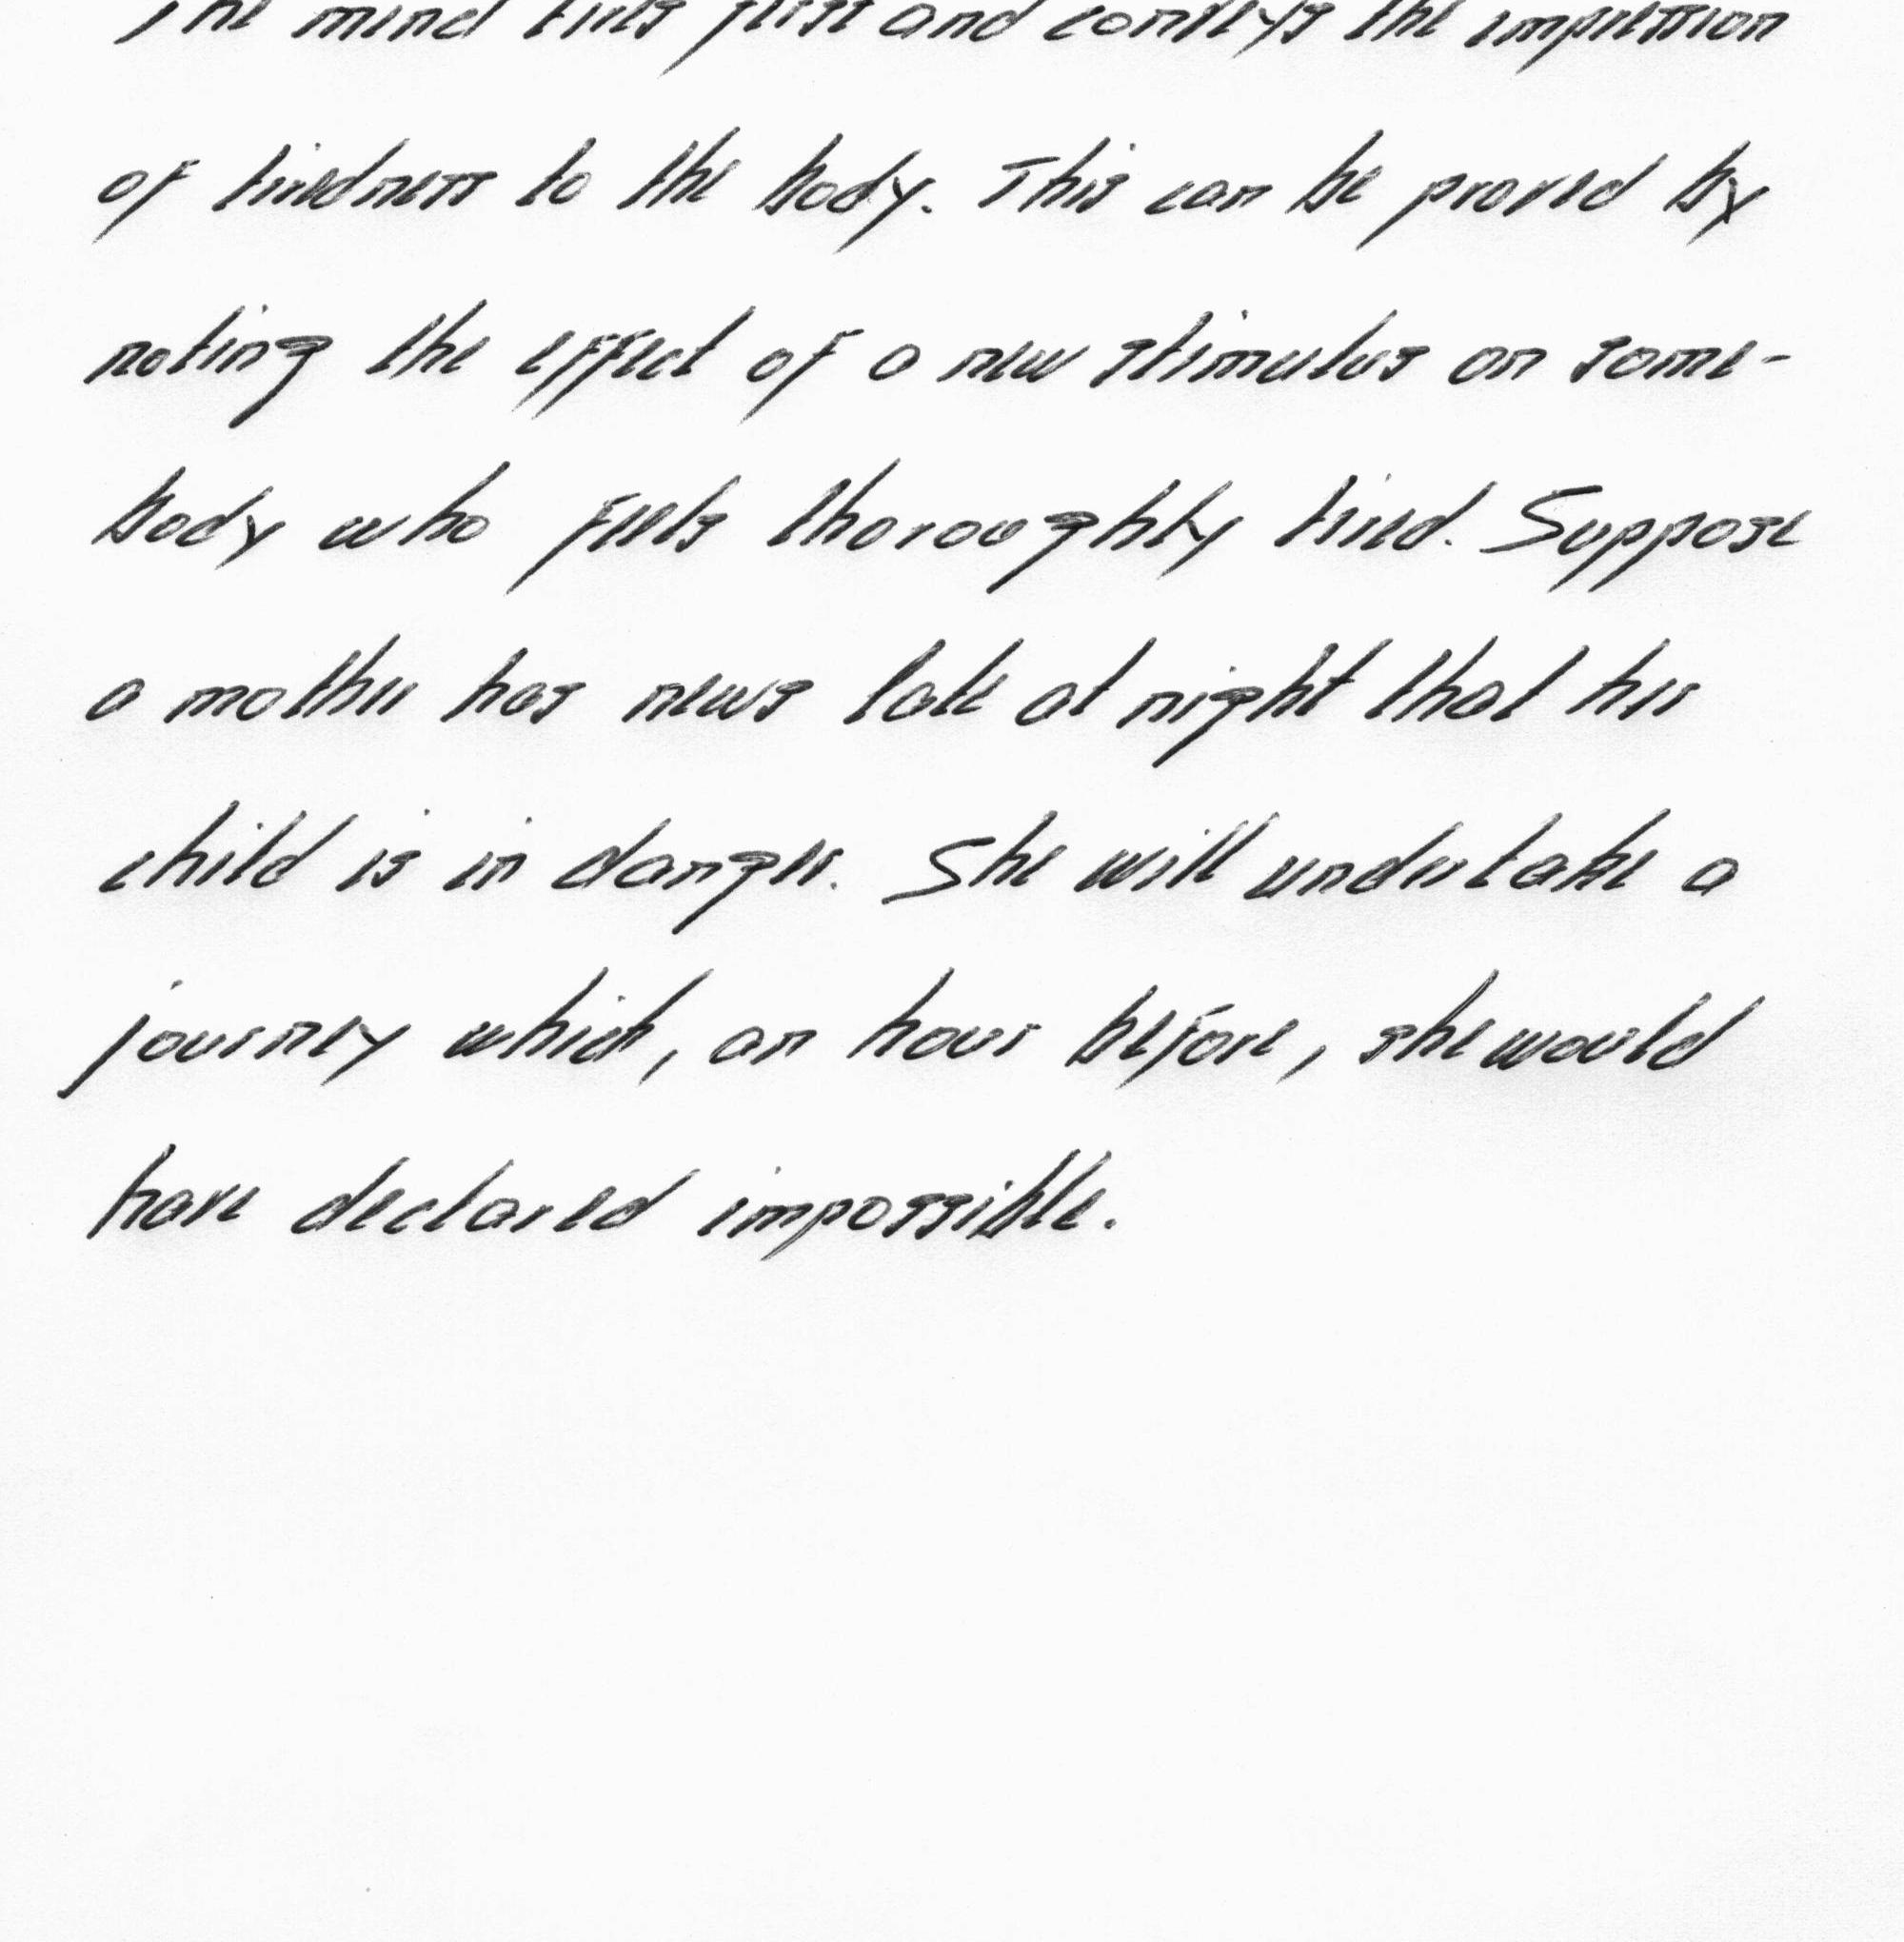 The mind tires first and conveys the impression
of tiredness to the body. This can be proved by
noting the effect of a new stimulus on some-
body who feels thoroughly tired. Suppose
a mother has news late at night that her
child is in danger. She will undertake a
journey which, an hour before, she would
have declared impossible.